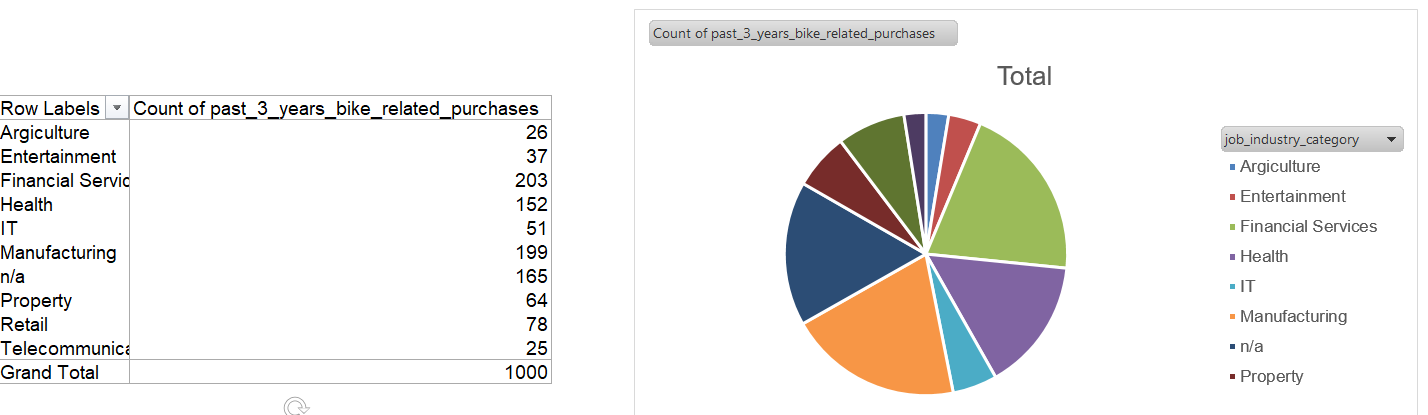 Row Labels Count of past_3_years_bike_related_purchases
Argiculture 26
Entertainment 37
Financial Servic 203
Health 152
IT 51
Manufacturing 199
n/a 165
Property 64
Retail 78
Telecommunica 25
Grand Total 1000
Count of past_3_years_bike_related_purchases
Total
job_industry_category
Argiculture
Entertainment
Financial Services
Health
IT
Manufacturing
n/a
Property